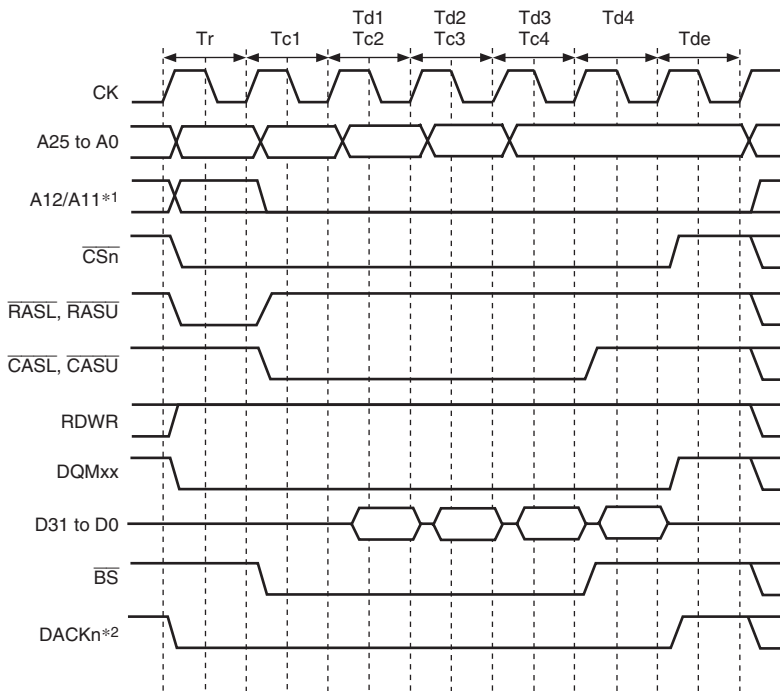 Td1 Td2 Td3 Td4
Tr Tc1 Tc2 Tc3 Tc4 Tde
CK
A25 to A0
A12/A11*1
CSn
RASL, RASU
CASL, CASU
RDWR
DQMxx
D31 to D0
BS
DACKn*2